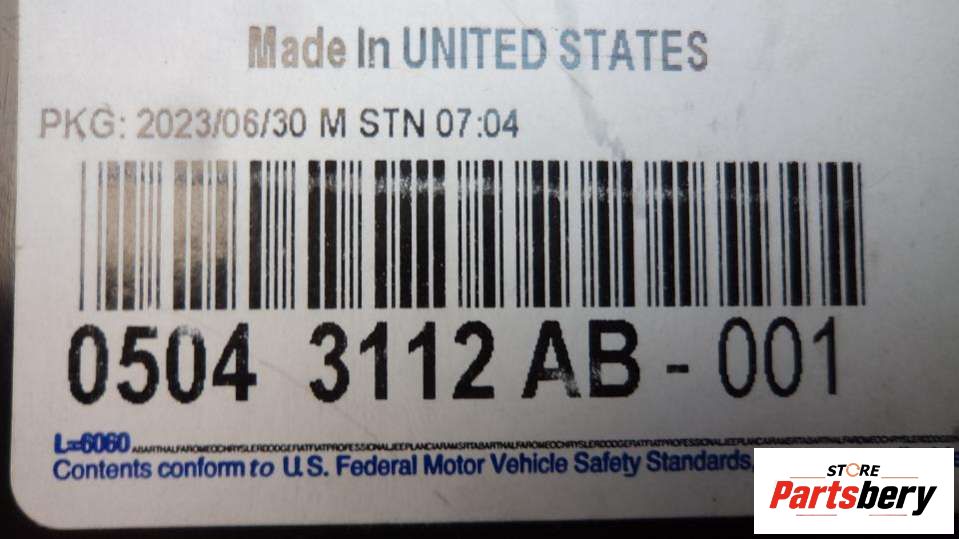 Made In UNITED STATES
PKG: 2023/06/30 M STN 07:04
0504 3112 AB - 001
L=6060
Contents conform to U.S. Federal Motor Vehicle Safety Standards,
STORE
Partsbery